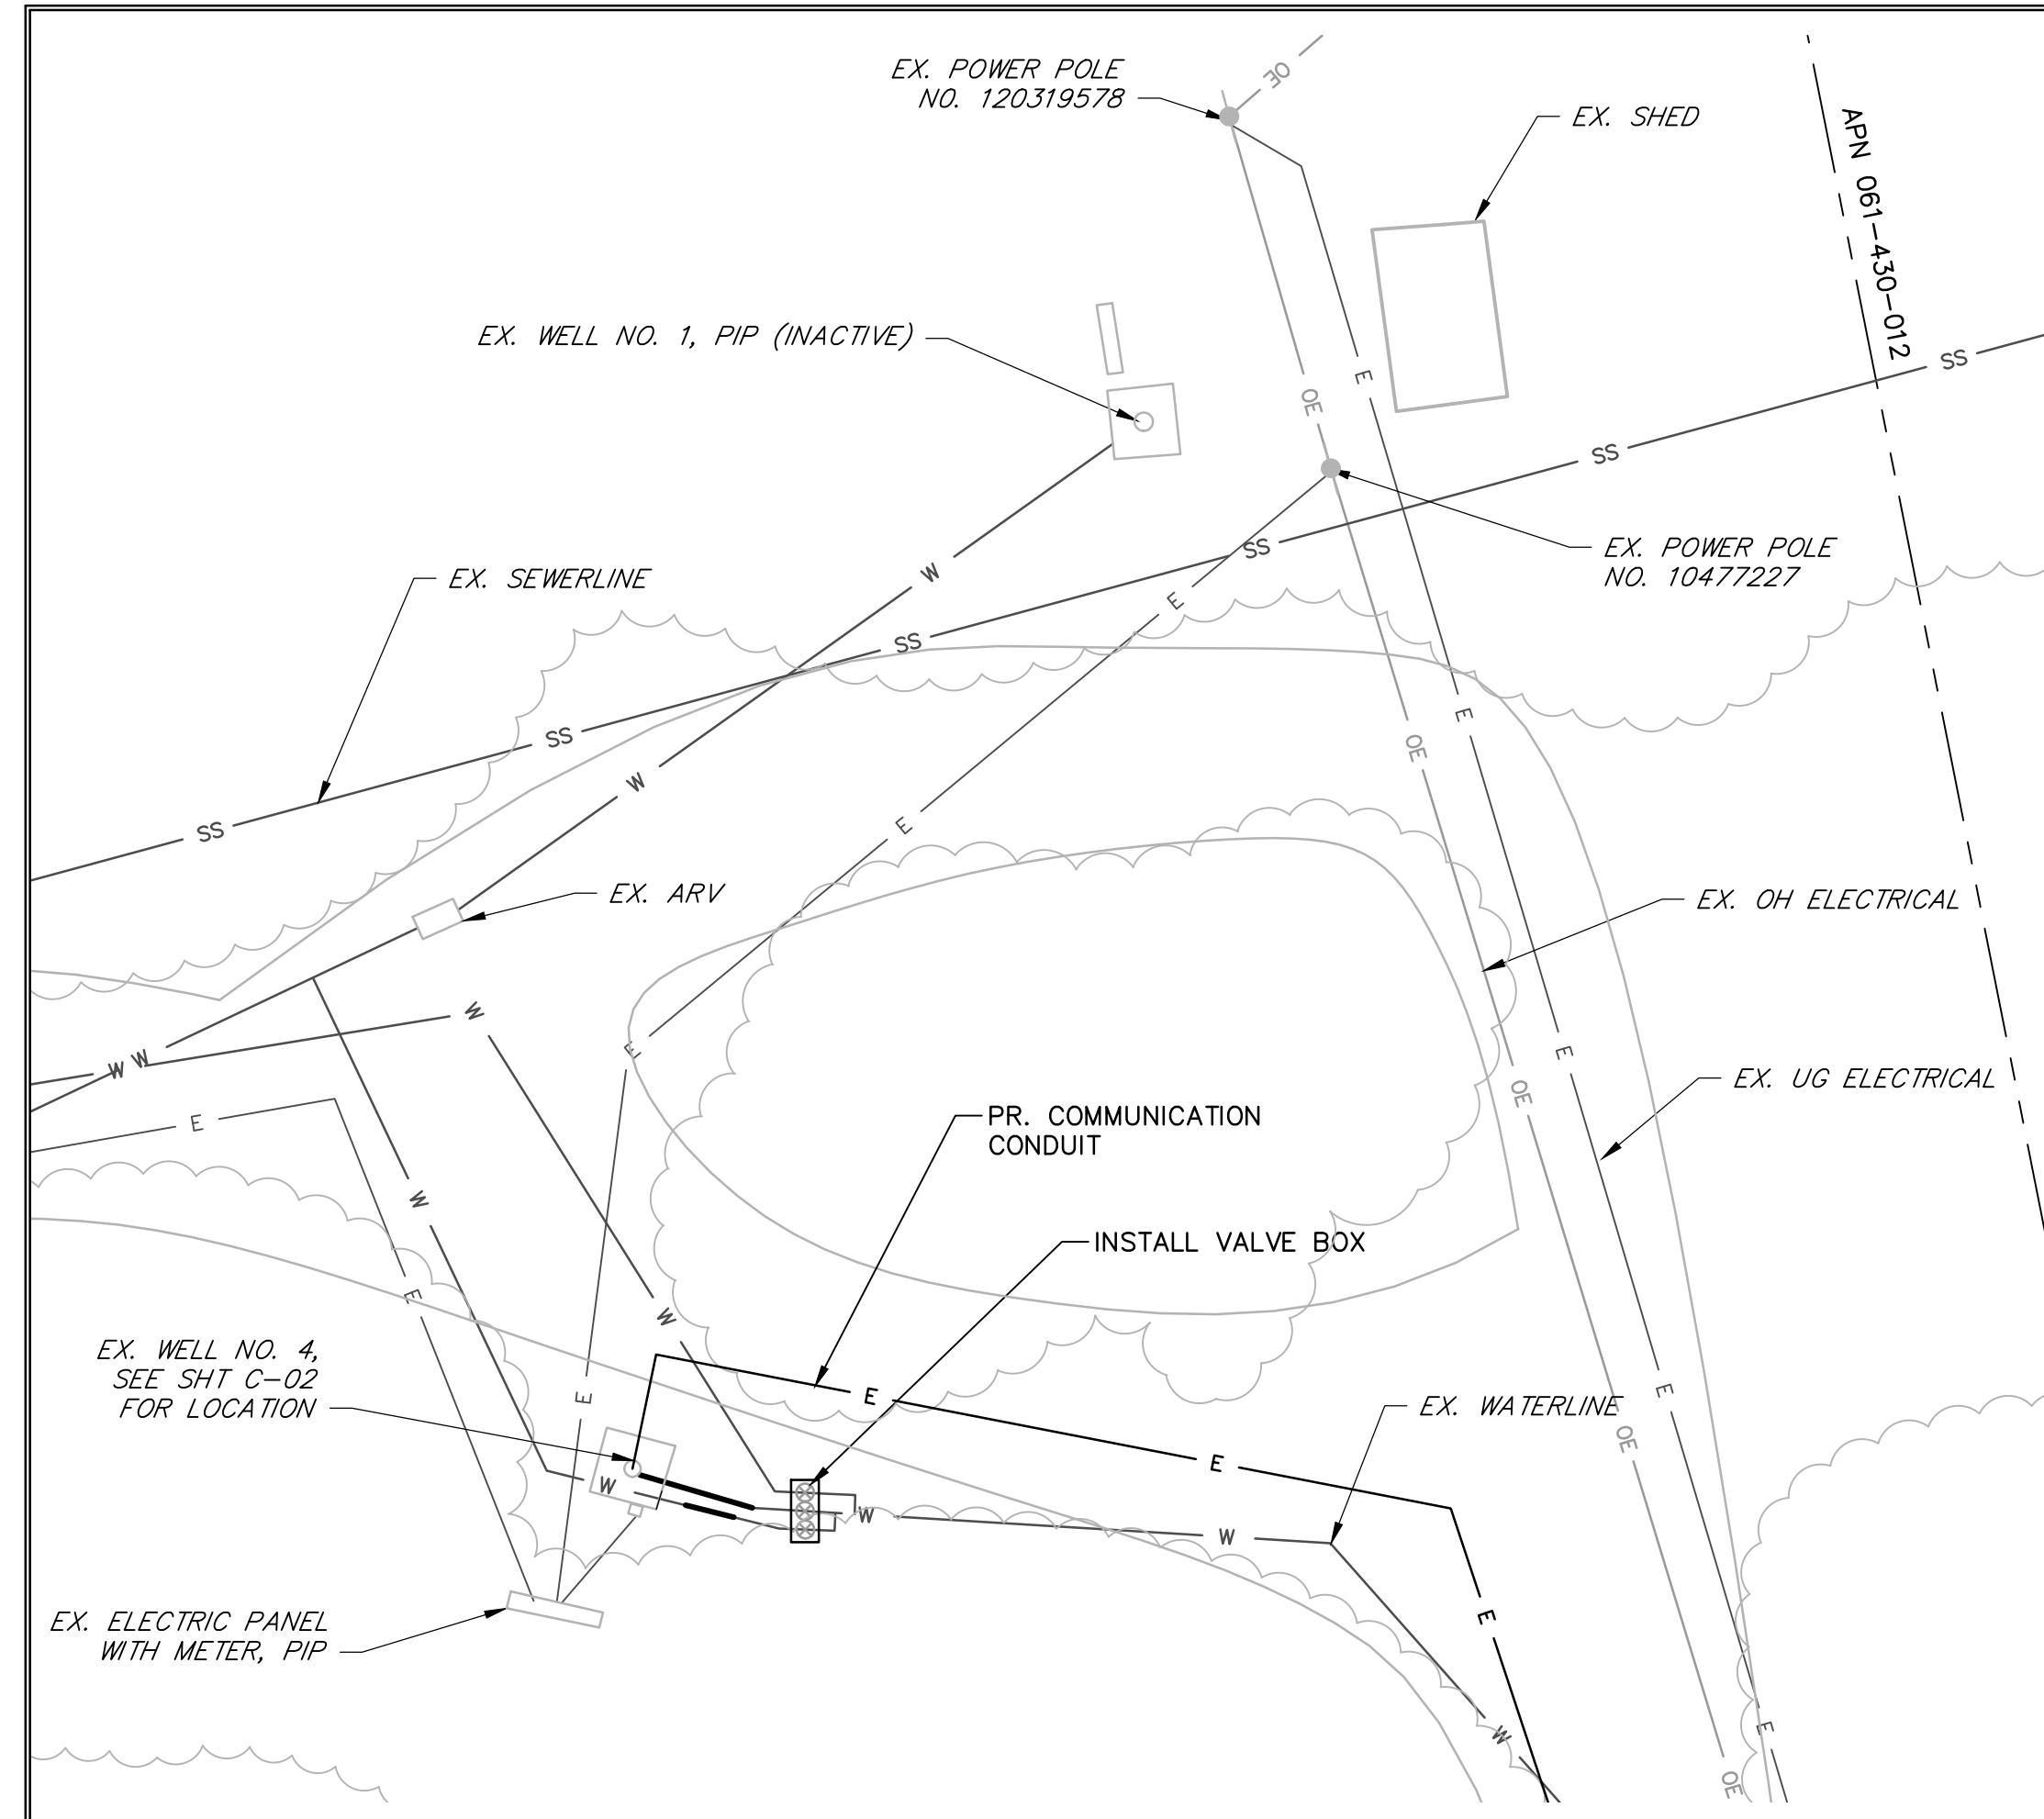 EX. POWER POLE
NO. 120319578
OE
EX. SHED
APN 061-430-012
EX. WELL NO. 1, PIP (INACTIVE)
SS
E
OE
SS
EX. POWER POLE
NO. 10477227
SS
W
EX. SEWERLINE
E
SS
SS
W
E
OE
SS
E
EX. ARV
EX. OH ELECTRICAL
W
E
W
W
E
EX. UG ELECTRICAL
OE
E
PR. COMMUNICATION
CONDUIT
W
INSTALL VALVE BOX
E
W
EX. WELL NO. 4,
SEE SHT C-02
FOR LOCATION
E
E
E
EX. WATERLINE
OE
E
W
W
W
EX. ELECTRIC PANEL
WITH METER, PIP
E
W
E
OE